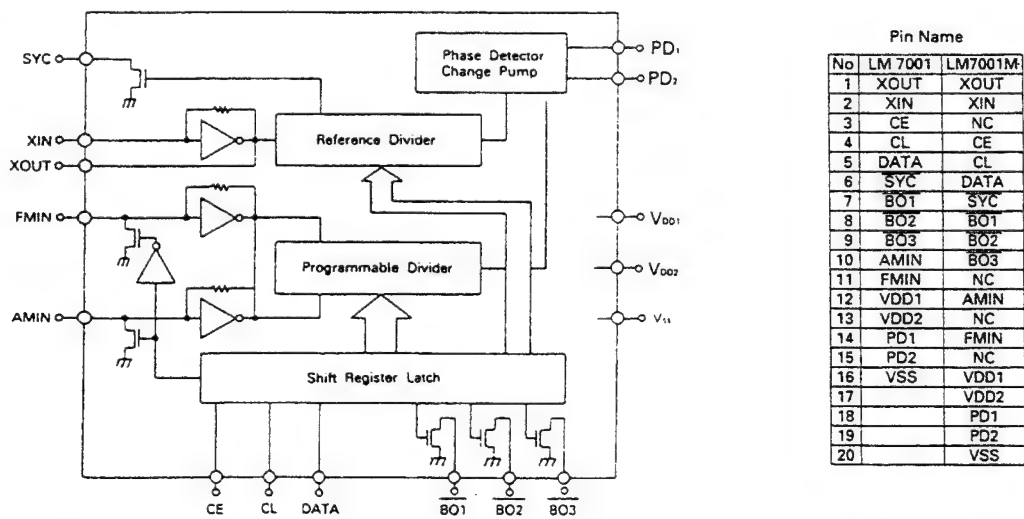 SYC
XIN
XOUT
FMIN
AMIN
Phase Detector
Change Pump
Reference Divider
Programmable Divider
Shift Register Latch
PD1
PD2
VDD1
VDD2
VSS
CE
CL
DATA
BO1
BO2
BO3
Pin Name
No LM 7001 LM7001M
1 XOUT XOUT
2 XIN XIN
3 CE NC
4 CL CE
5 DATA CL
6 SYC DATA
7 BO1 SYC
8 BO2 BO1
9 BO3 BO2
10 AMIN BO3
11 FMIN NC
12 VDD1 AMIN
13 VDD2 NC
14 PD1 FMIN
15 PD2 NC
16 VSS VDD1
17 VDD2
18 PD1
19 PD2
20 VSS